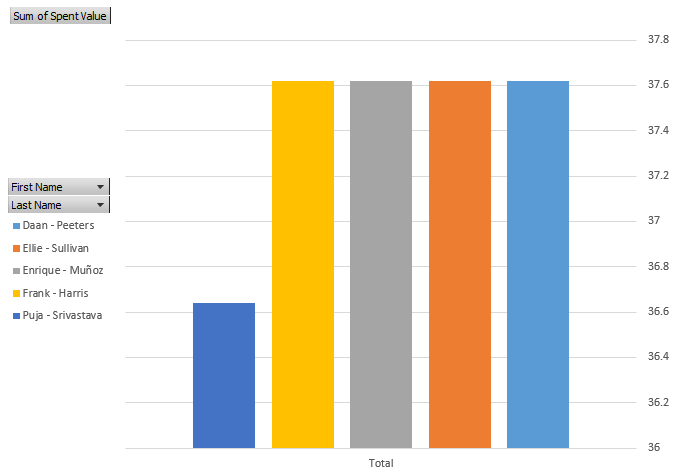 Sum of Spent Value
First Name
Last Name
Daan - Peeters
Ellie - Sullivan
Enrique - Muñoz
Frank - Harris
Puja - Srivastava
37.8
37.6
37.4
37.2
37
36.8
36.6
36.4
36.2
36
Total